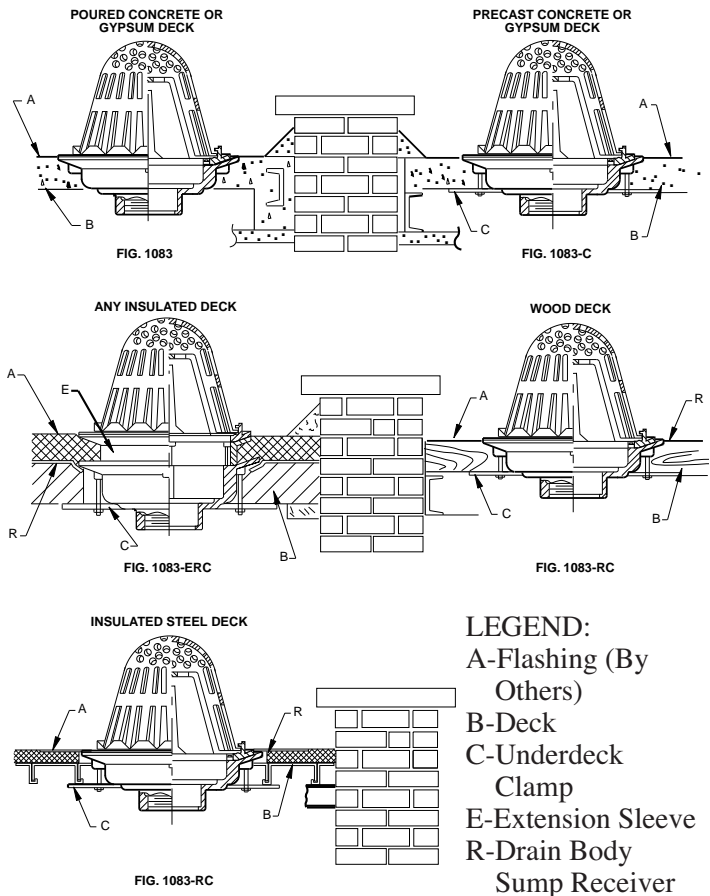 POURED CONCRETE OR
GYPSUM DECK
A
B
FIG. 1083
PRECAST CONCRETE OR
GYPSUM DECK
A
C
B
FIG. 1083-C
ANY INSULATED DECK
A
E
R
C
B
FIG. 1083-ERC
WOOD DECK
A
R
C
B
FIG. 1083-RC
INSULATED STEEL DECK
A
R
C
B
FIG. 1083-RC
LEGEND:
A-Flashing (By
Others)
B-Deck
C-Underdeck
Clamp
E-Extension Sleeve
R-Drain Body
Sump Receiver